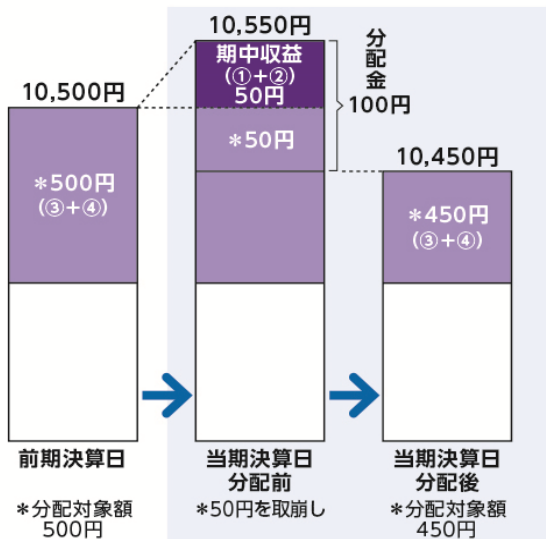 10,550円
期中収益
(①+②)
50円
分配金
100円
10,500円
*50円
10,450円
*500円
(③+④)
*450円
(③+④)
前期決算日
当期決算日
分配前
当期決算日
分配後
*分配対象額
500円
*50円を取崩し
*分配対象額
450円